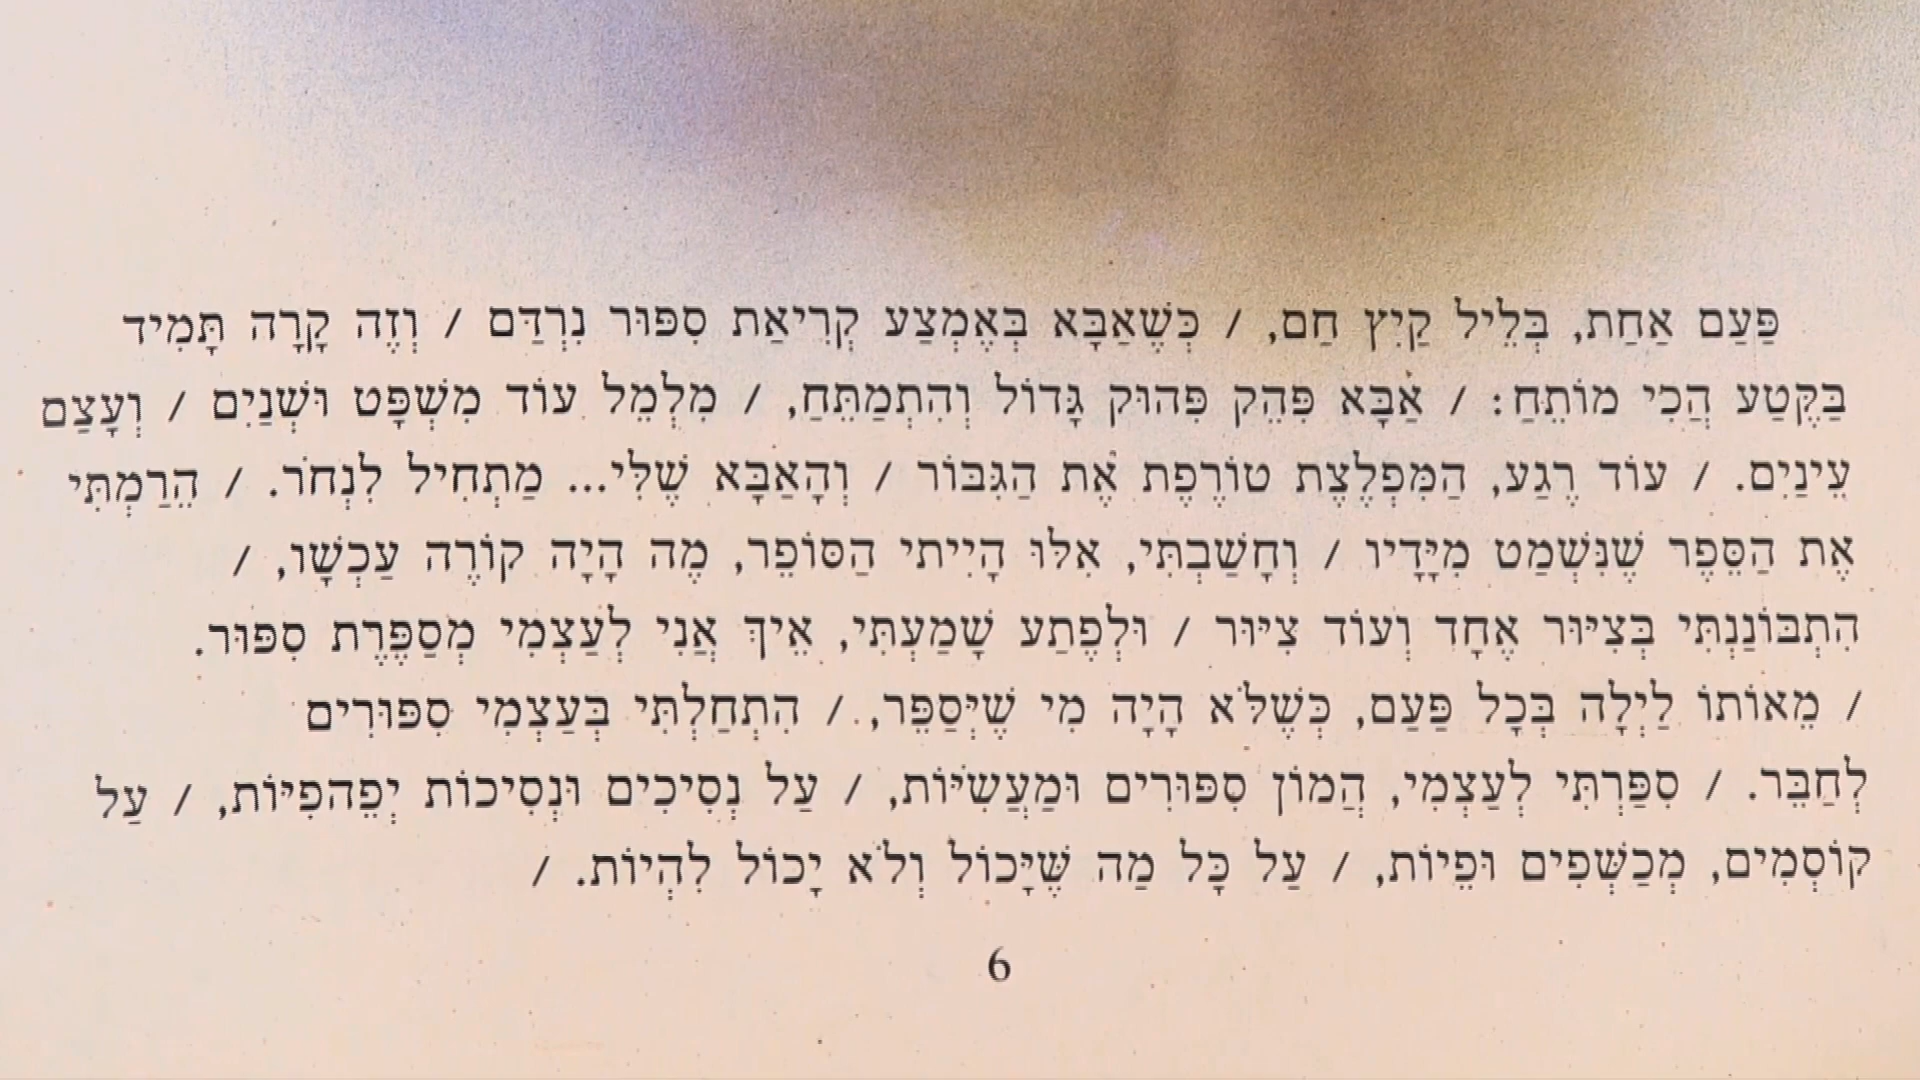 פַּעַם אַחַת, בְּלֵיל קַיִץ חַם, / כְּשֶׁאַבָּא בְּאֶמְצַע קְרִיאַת סִפּוּר נִרְדַּם / וְזֶה קָרָה תָּמִיד
בַּקֶּטַע הֲכִי מוֹתֵחַ: / אַבָּא פִּהֵק פִּהוּק גָּדוֹל וְהִתְמַתֵּחַ, / מִלְמֵל עוֹד מִשְׁפָּט וּשְׁנַיִם / וְעָצַם
עֵינַיִם. / עוֹד רֶגַע, הַמִּפְלֶצֶת טוֹרֶפֶת אֶת הַגִּבּוֹר / וְהָאַבָּא שֶׁלִּי... מַתְחִיל לִנְחֹר. / הֵרַמְתִּי
אֶת הַסֵּפֶר שֶׁנִּשְׁמַט מִיָּדָיו / וְחָשַׁבְתִּי, אִלּוּ הָיִיתִי הַסּוֹפֵר, מֶה הָיָה קוֹרֶה עַכְשָׁו, /
הִתְבּוֹנַנְתִּי בְּצִיּוּר אֶחָד וְעוֹד צִיּוּר / וּלְפֶתַע שָׁמַעְתִּי, אֵיךְ אֲנִי לְעַצְמִי מְסַפֶּרֶת סִפּוּר.
/ מֵאוֹתוֹ לַיְלָה בְּכָל פַּעַם, כְּשֶׁלֹּא הָיָה מִי שֶׁיְּסַפֵּר, / הִתְחַלְתִּי בְּעַצְמִי סִפּוּרִים
לְחַבֵּר. / סִפַּרְתִּי לְעַצְמִי, הֲמוֹן סִפּוּרִים וּמַעֲשִׂיּוֹת, / עַל נְסִיכִים וּנְסִיכוֹת יְפֵהפִיּוֹת, / עַל
קוֹסְמִים, מְכַשְּׁפִים וּפֵיוֹת, / עַל כָּל מַה שֶּׁיָּכוֹל וְלֹא יָכוֹל לִהְיוֹת. /
6